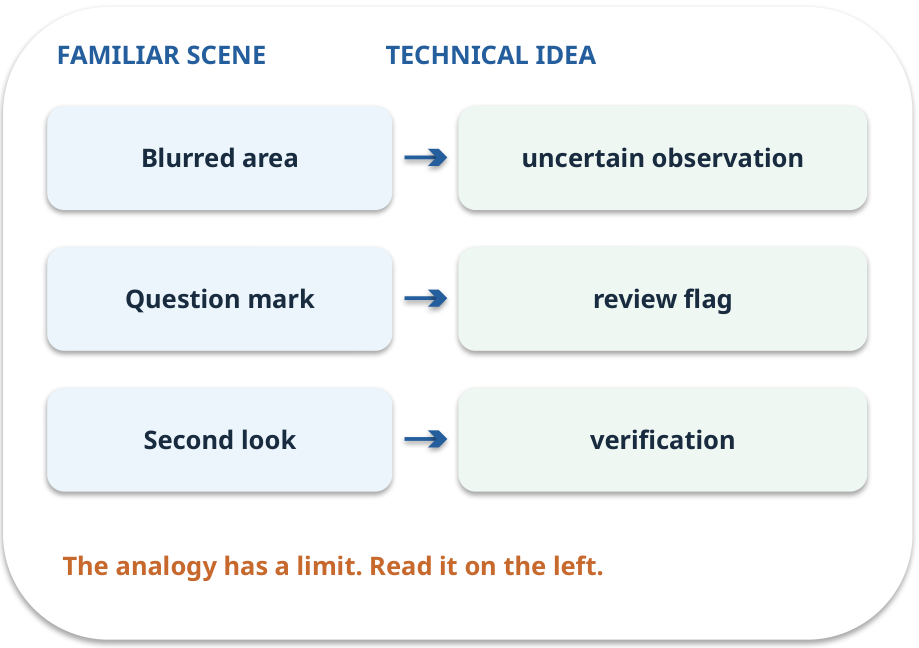 FAMILIAR SCENE
TECHNICAL IDEA
Blurred area
uncertain observation
Question mark
review flag
Second look
verification
The analogy has a limit. Read it on the left.